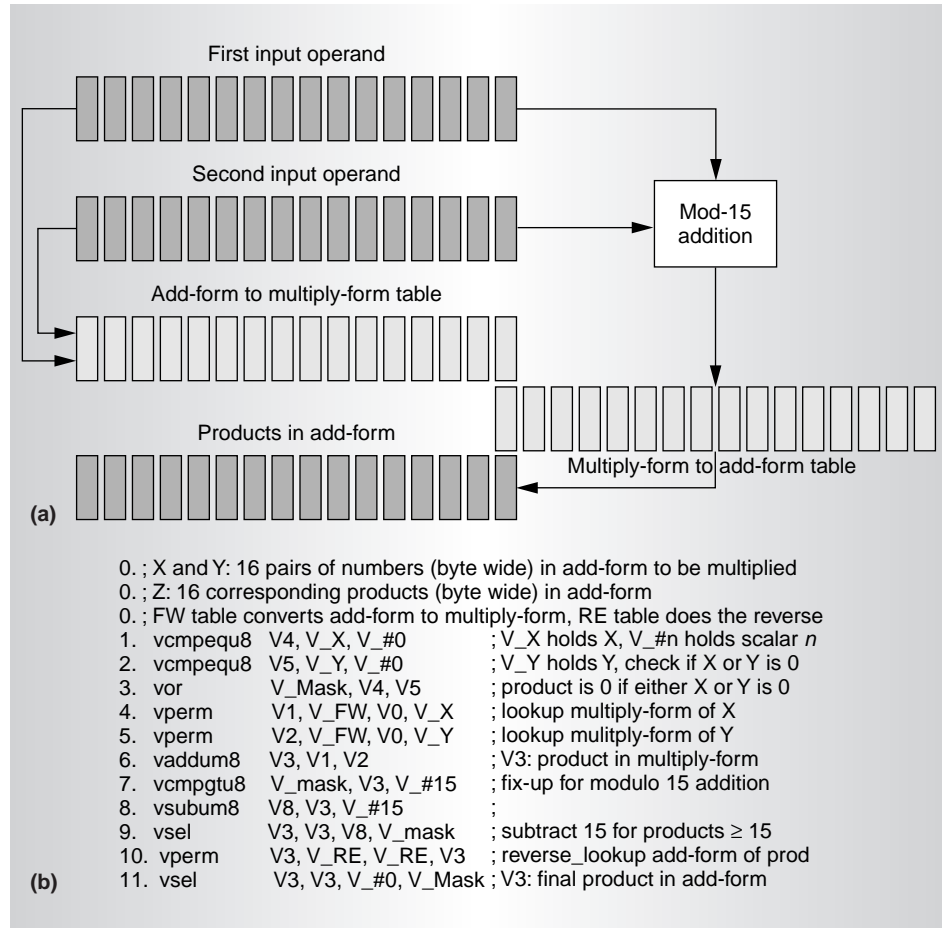 First input operand
Second input operand
Mod-15
addition
Add-form to multiply-form table
Products in add-form
Multiply-form to add-form table
(a)
0. ; X and Y: 16 pairs of numbers (byte wide) in add-form to be multiplied
0. ; Z: 16 corresponding products (byte wide) in add-form
0. ; FW table converts add-form to multiply-form, RE table does the reverse
1. vcmpequ8 V4, V_X, V_#0 ; V_X holds X, V_#n holds scalar n
2. vcmpequ8 V5, V_Y, V_#0 ; V_Y holds Y, check if X or Y is 0
3. vor V_Mask, V4, V5 ; product is 0 if either X or Y is 0
4. vperm V1, V_FW, V0, V_X ; lookup multiply-form of X
5. vperm V2, V_FW, V0, V_Y ; lookup mulitply-form of Y
6. vaddum8 V3, V1, V2 ; V3: product in multiply-form
7. vcmpgtu8 V_mask, V3, V_#15 ; fix-up for modulo 15 addition
8. vsubum8 V8, V3, V_#15 ;
9. vsel V3, V3, V8, V_mask ; subtract 15 for products ≥ 15
10. vperm V3, V_RE, V_RE, V3 ; reverse_lookup add-form of prod
11. vsel V3, V3, V_#0, V_Mask ; V3: final product in add-form
(b)